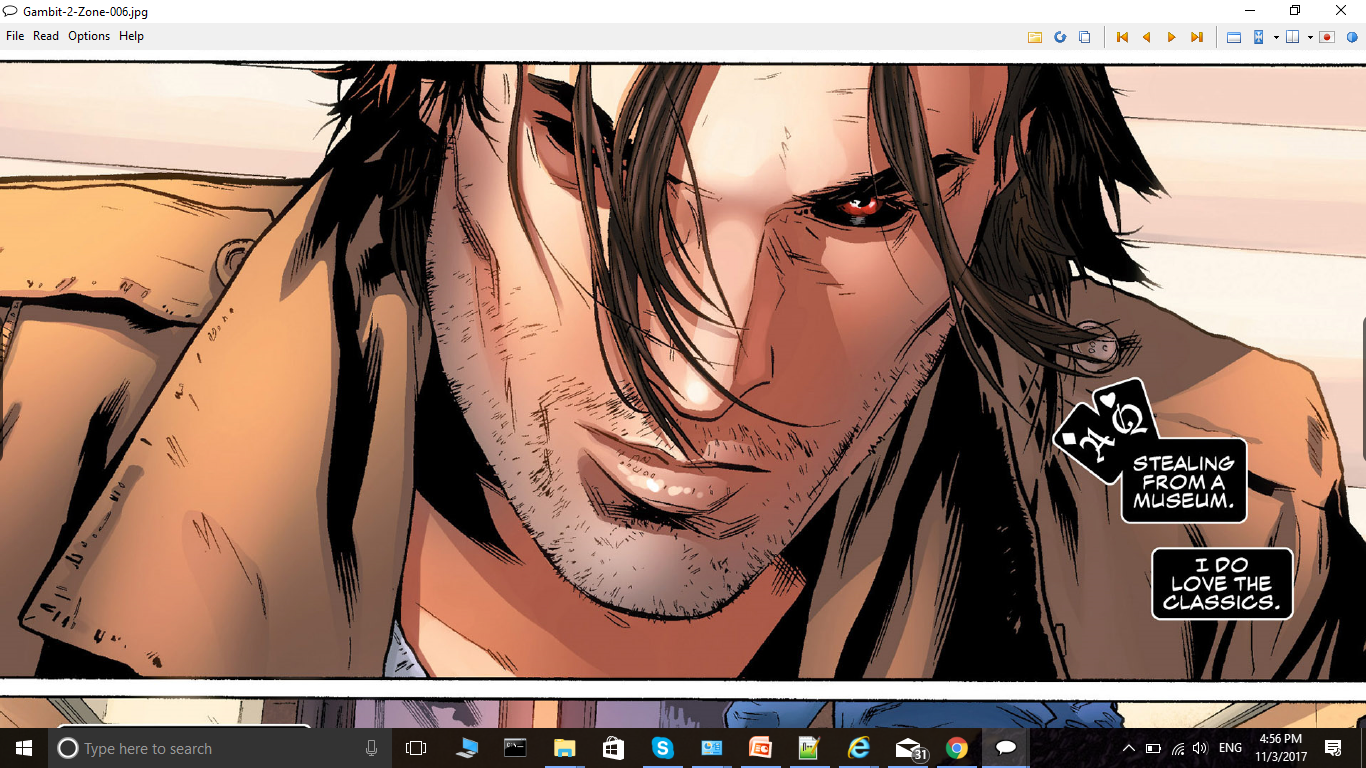 Gambit-2-Zone-006.jpg
File Read Options Help
A Q
STEALING
FROM A
MUSEUM.
I DO
LOVE THE
CLASSICS.
Type here to search
31
ENG
4:56 PM
11/3/2017